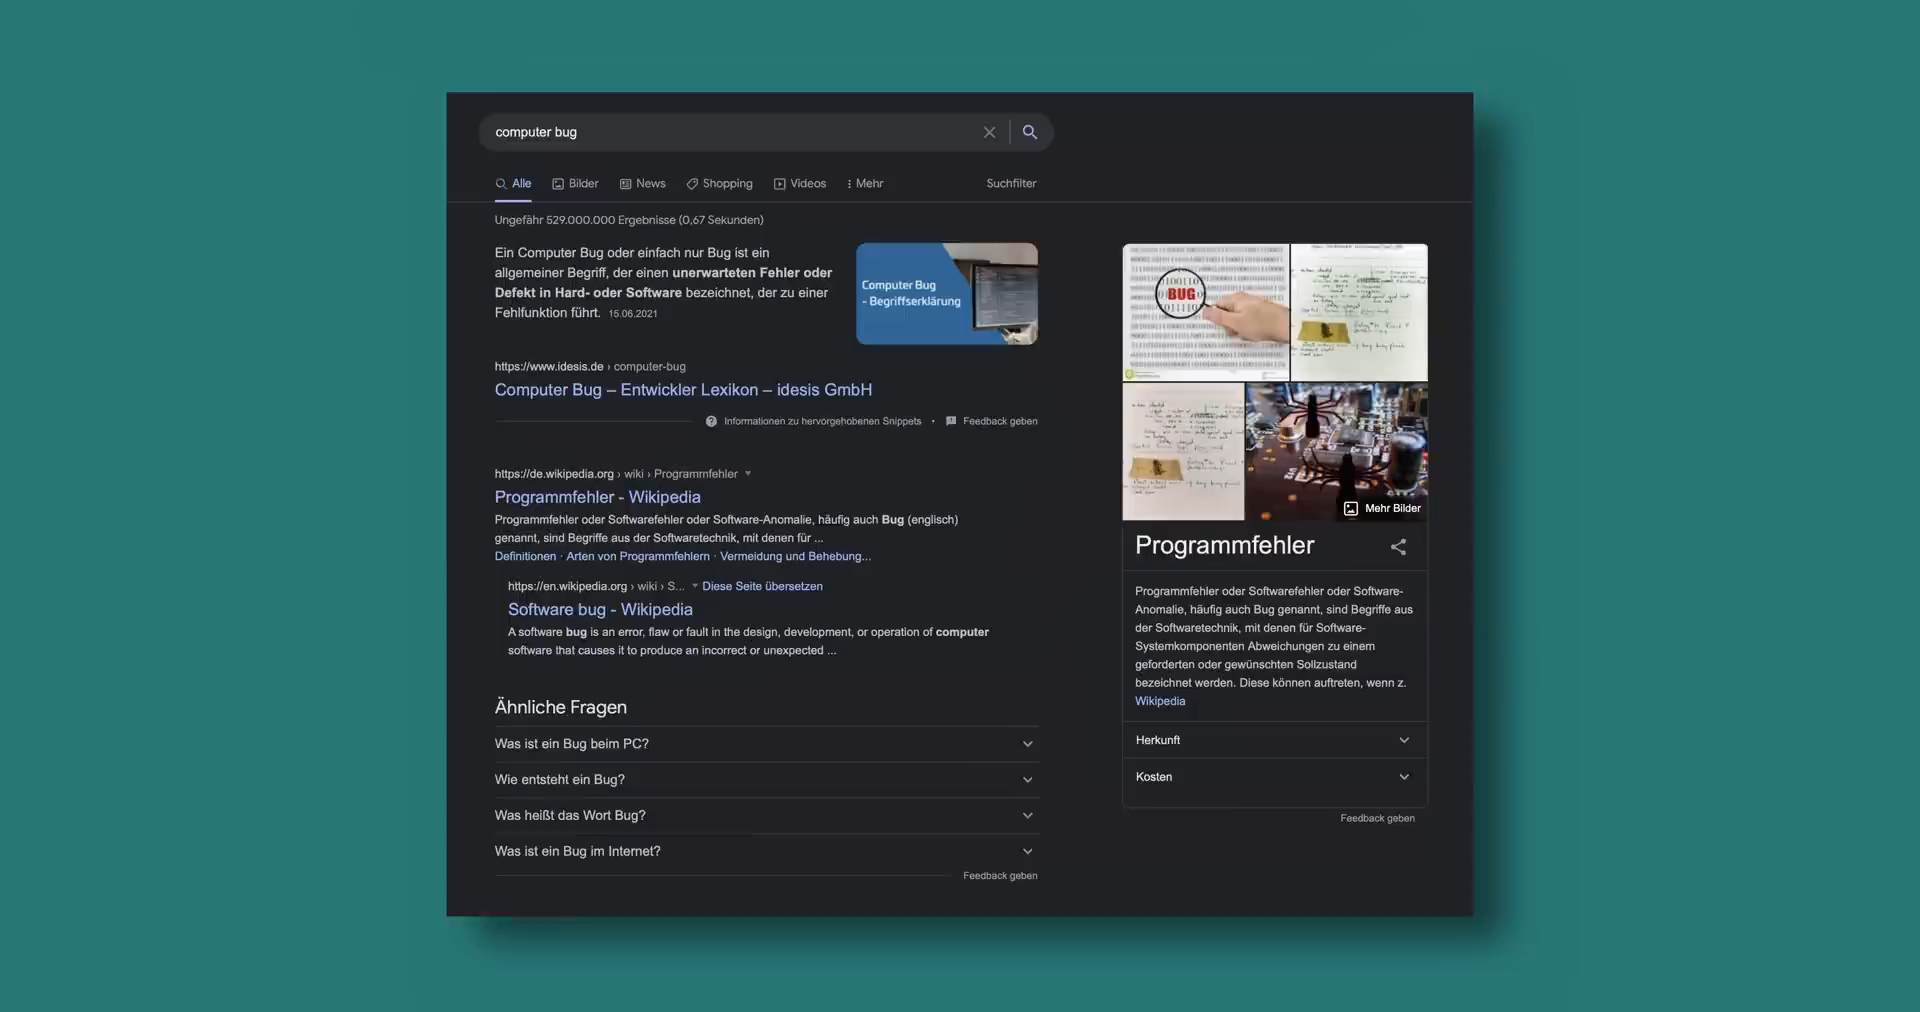 computer bug
Alle
Bilder
News
Shopping
Videos
Mehr
Suchfilter
Ungefähr 529.000.000 Ergebnisse (0,67 Sekunden)
Ein Computer Bug oder einfach nur Bug ist ein
allgemeiner Begriff, der einen unerwarteten Fehler oder
Defekt in Hard- oder Software bezeichnet, der zu einer
Fehlfunktion führt. 15.06.2021
Computer Bug
- Begriffserklärung
https://www.idesis.de › computer-bug
Computer Bug – Entwickler Lexikon – idesis GmbH
Informationen zu hervorgehobenen Snippets • Feedback geben
https://de.wikipedia.org › wiki › Programmfehler
Programmfehler - Wikipedia
Programmfehler oder Softwarefehler oder Software-Anomalie, häufig auch Bug (englisch)
genannt, sind Begriffe aus der Softwaretechnik, mit denen für ...
Definitionen · Arten von Programmfehlern · Vermeidung und Behebung...
https://en.wikipedia.org › wiki › S... Diese Seite übersetzen
Software bug - Wikipedia
A software bug is an error, flaw or fault in the design, development, or operation of computer
software that causes it to produce an incorrect or unexpected ...
Ähnliche Fragen
Was ist ein Bug beim PC?
Wie entsteht ein Bug?
Was heißt das Wort Bug?
Was ist ein Bug im Internet?
Feedback geben
BUG
Mehr Bilder
Programmfehler
Programmfehler oder Softwarefehler oder Software-
Anomalie, häufig auch Bug genannt, sind Begriffe aus
der Softwaretechnik, mit denen für Software-
Systemkomponenten Abweichungen zu einem
geforderten oder gewünschten Sollzustand
bezeichnet werden. Diese können auftreten, wenn z.
Wikipedia
Herkunft
Kosten
Feedback geben